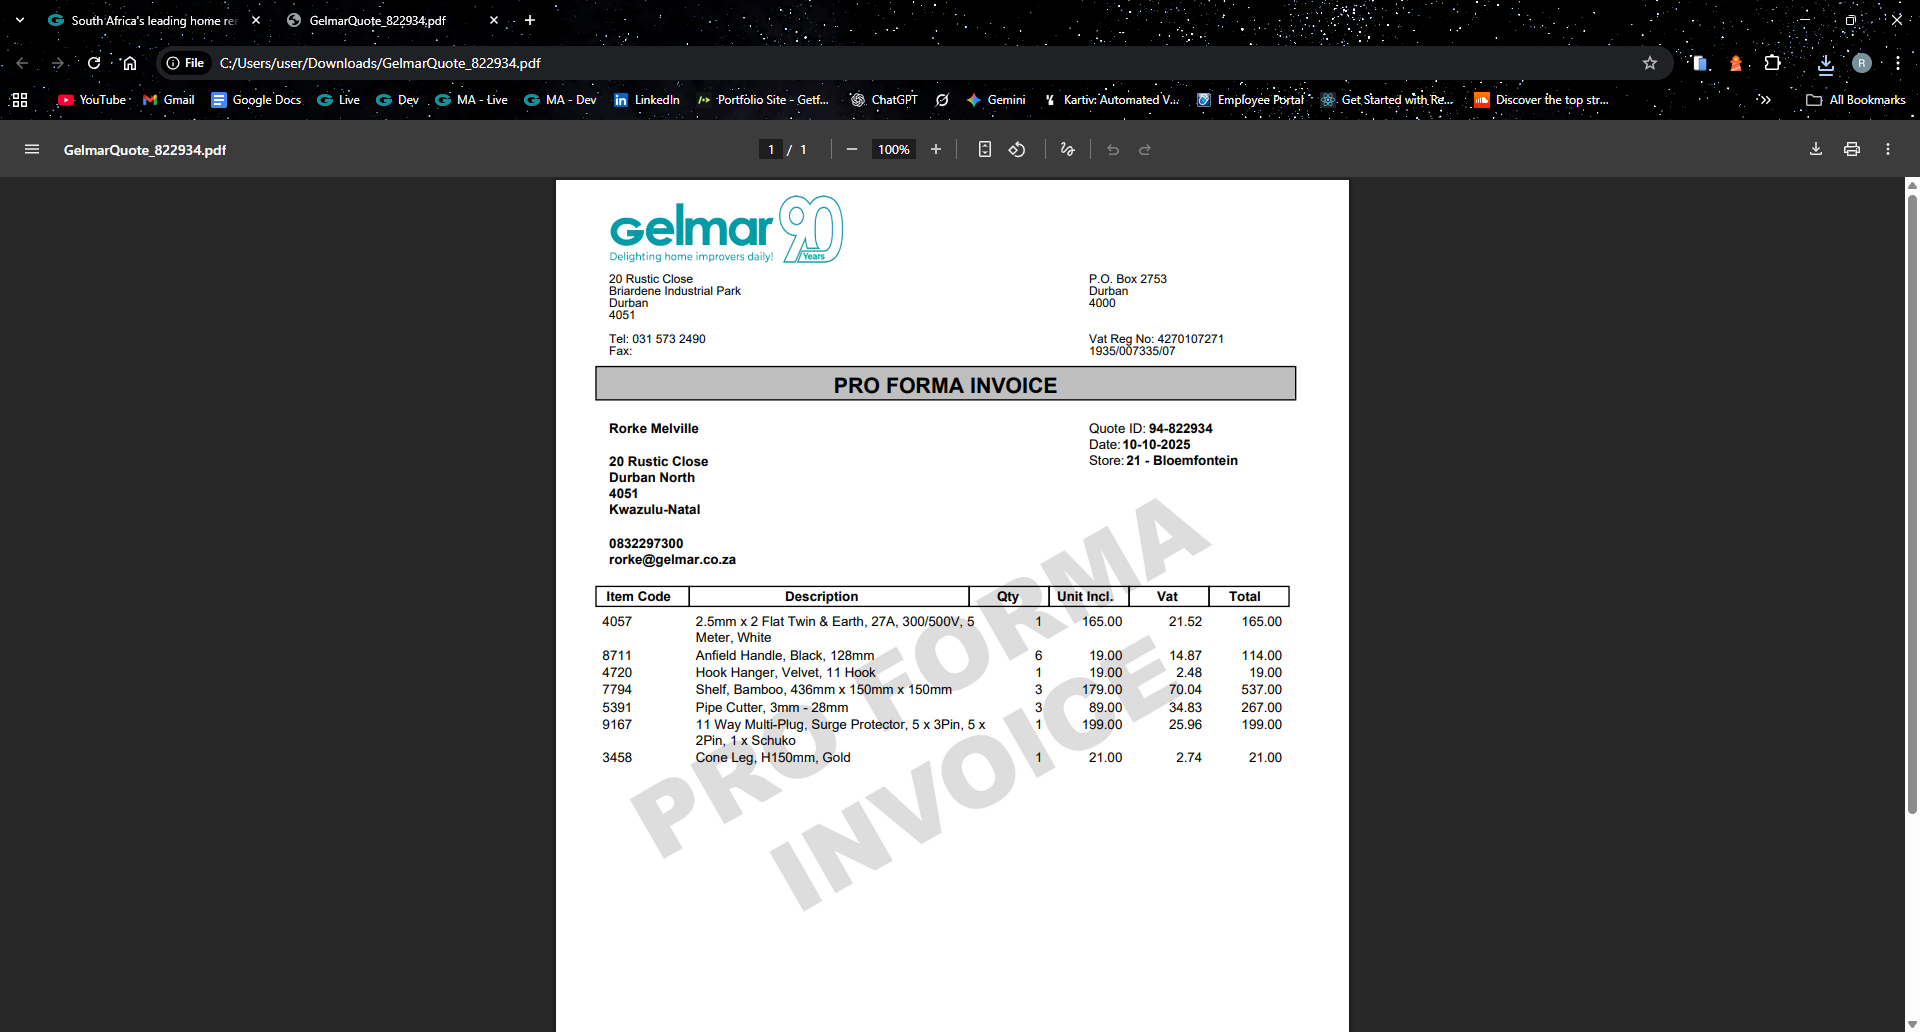 South Africa's leading home re
GelmarQuote_822934.pdf
File
C:/Users/user/Downloads/GelmarQuote_822934.pdf
R
YouTube
Gmail
Google Docs
Live
Dev
MA - Live
MA - Dev
LinkedIn
Portfolio Site - Getf...
ChatGPT
Gemini
Kartiv: Automated V...
Employee Portal
Get Started with Re...
Discover the top str...
All Bookmarks
GelmarQuote_822934.pdf
1 / 1
100%
Gelmar 90
Delighting home improvers daily! Years
20 Rustic Close
Briardene Industrial Park
Durban
4051
P.O. Box 2753
Durban
4000
Tel: 031 573 2490
Fax:
Vat Reg No: 4270107271
1935/007335/07
PRO FORMA INVOICE
Rorke Melville
20 Rustic Close
Durban North
4051
Kwazulu-Natal
0832297300
rorke@gelmar.co.za
Quote ID: 94-822934
Date: 10-10-2025
Store: 21 - Bloemfontein
Item Code Description Qty Unit Incl. Vat Total
4057 2.5mm x 2 Flat Twin & Earth, 27A, 300/500V, 5 1 165.00 21.52 165.00
Meter, White
8711 Anfield Handle, Black, 128mm 6 19.00 14.87 114.00
4720 Hook Hanger, Velvet, 11 Hook 1 19.00 2.48 19.00
7794 Shelf, Bamboo, 436mm x 150mm x 150mm 3 179.00 70.04 537.00
5391 Pipe Cutter, 3mm - 28mm 3 89.00 34.83 267.00
9167 11 Way Multi-Plug, Surge Protector, 5 x 3Pin, 5 x 1 199.00 25.96 199.00
2Pin, 1 x Schuko
3458 Cone Leg, H150mm, Gold 1 21.00 2.74 21.00
PRO FORMA
INVOICE